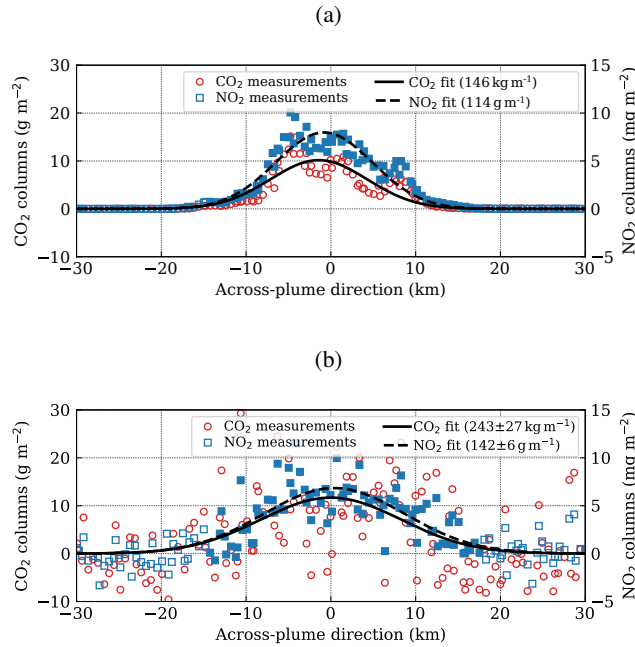 (a)
CO₂ measurements
NO₂ measurements
CO₂ fit (146 kg m⁻¹)
NO₂ fit (114 g m⁻¹)
CO₂ columns (g m⁻²)
30
20
10
0
−10
NO₂ columns (mg m⁻²)
15
10
5
0
−5
−30 −20 −10 0 10 20 30
Across-plume direction (km)
(b)
CO₂ measurements
NO₂ measurements
CO₂ fit (243±27 kg m⁻¹)
NO₂ fit (142±6 g m⁻¹)
CO₂ columns (g m⁻²)
30
20
10
0
−10
NO₂ columns (mg m⁻²)
15
10
5
0
−5
−30 −20 −10 0 10 20 30
Across-plume direction (km)